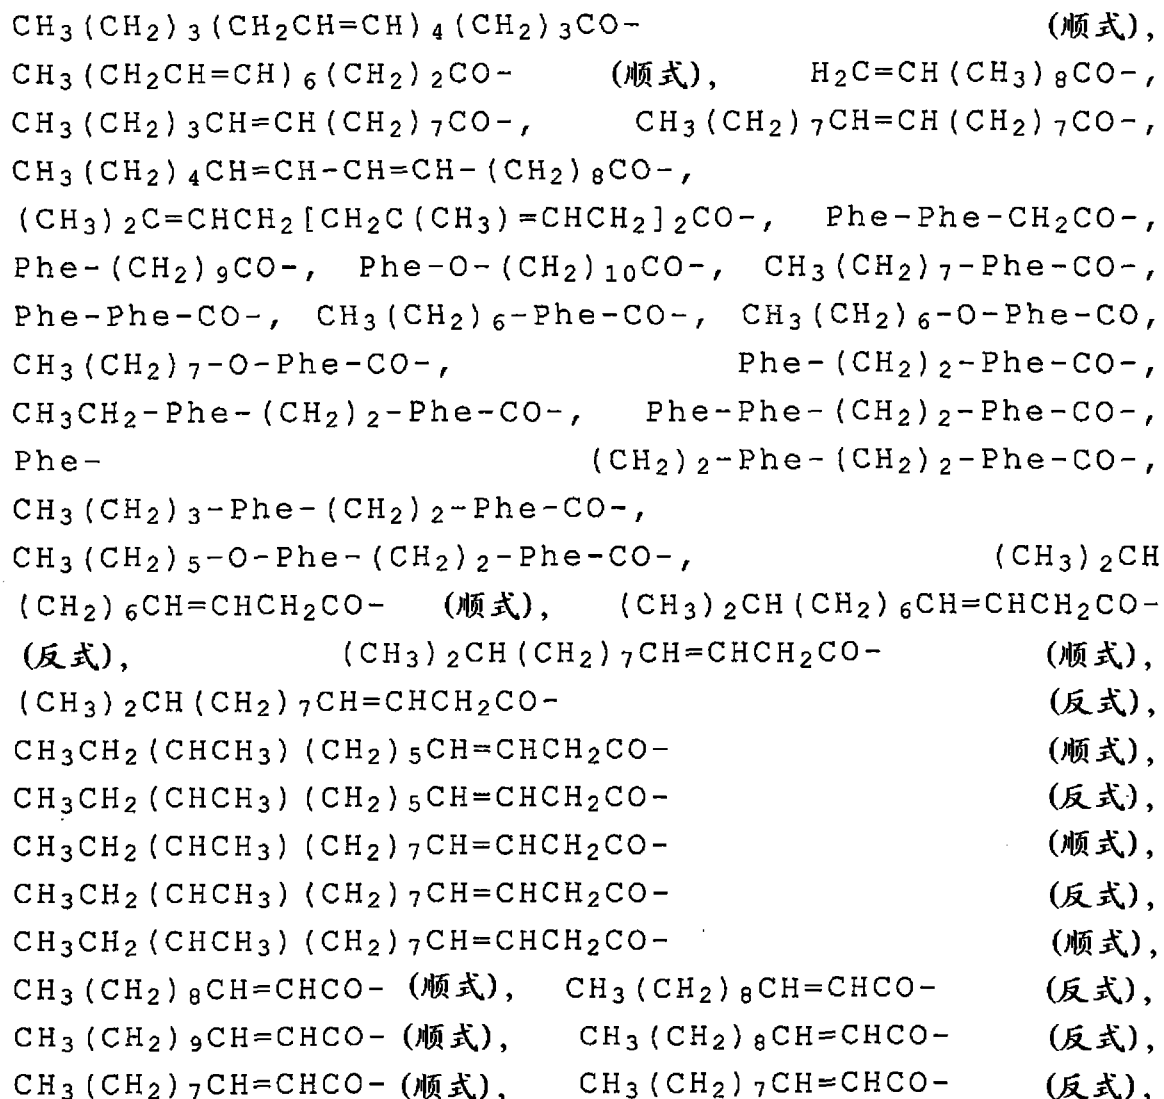 CH3(CH2)3(CH2CH=CH)4(CH2)3CO- (顺式),
CH3(CH2CH=CH)6(CH2)2CO- (顺式), H2C=CH(CH3)8CO-,
CH3(CH2)3CH=CH(CH2)7CO-, CH3(CH2)7CH=CH(CH2)7CO-,
CH3(CH2)4CH=CH-CH=CH-(CH2)8CO-,
(CH3)2C=CHCH2[CH2C(CH3)=CHCH2]2CO-, Phe-Phe-CH2CO-,
Phe-(CH2)9CO-, Phe-O-(CH2)10CO-, CH3(CH2)7-Phe-CO-,
Phe-Phe-CO-, CH3(CH2)6-Phe-CO-, CH3(CH2)6-O-Phe-CO,
CH3(CH2)7-O-Phe-CO-, Phe-(CH2)2-Phe-CO-,
CH3CH2-Phe-(CH2)2-Phe-CO-, Phe-Phe-(CH2)2-Phe-CO-,
Phe- (CH2)2-Phe-(CH2)2-Phe-CO-,
CH3(CH2)3-Phe-(CH2)2-Phe-CO-,
CH3(CH2)5-O-Phe-(CH2)2-Phe-CO-, (CH3)2CH
(CH2)6CH=CHCH2CO- (顺式), (CH3)2CH(CH2)6CH=CHCH2CO-
(反式), (CH3)2CH(CH2)7CH=CHCH2CO- (顺式),
(CH3)2CH(CH2)7CH=CHCH2CO- (反式),
CH3CH2(CHCH3)(CH2)5CH=CHCH2CO- (顺式),
CH3CH2(CHCH3)(CH2)5CH=CHCH2CO- (反式),
CH3CH2(CHCH3)(CH2)7CH=CHCH2CO- (顺式),
CH3CH2(CHCH3)(CH2)7CH=CHCH2CO- (反式),
CH3CH2(CHCH3)(CH2)7CH=CHCH2CO- (顺式),
CH3(CH2)8CH=CHCO- (顺式), CH3(CH2)8CH=CHCO- (反式),
CH3(CH2)9CH=CHCO- (顺式), CH3(CH2)8CH=CHCO- (反式),
CH3(CH2)7CH=CHCO- (顺式), CH3(CH2)7CH=CHCO- (反式),